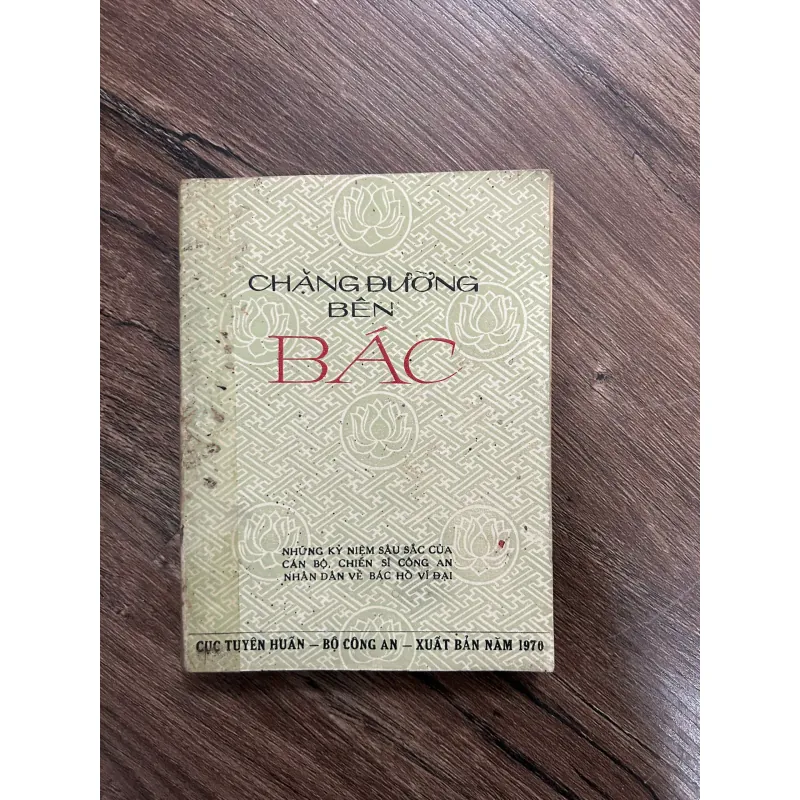 CHẶNG ĐƯỜNG
BÊN
BÁC
NHỮNG KỶ NIỆM SÂU SẮC CỦA
CÁN BỘ, CHIẾN SĨ CÔNG AN
NHÂN DÂN VỀ BÁC HỒ VĨ ĐẠI
CỤC TUYÊN HUẤN — BỘ CÔNG AN — XUẤT BẢN NĂM 1970